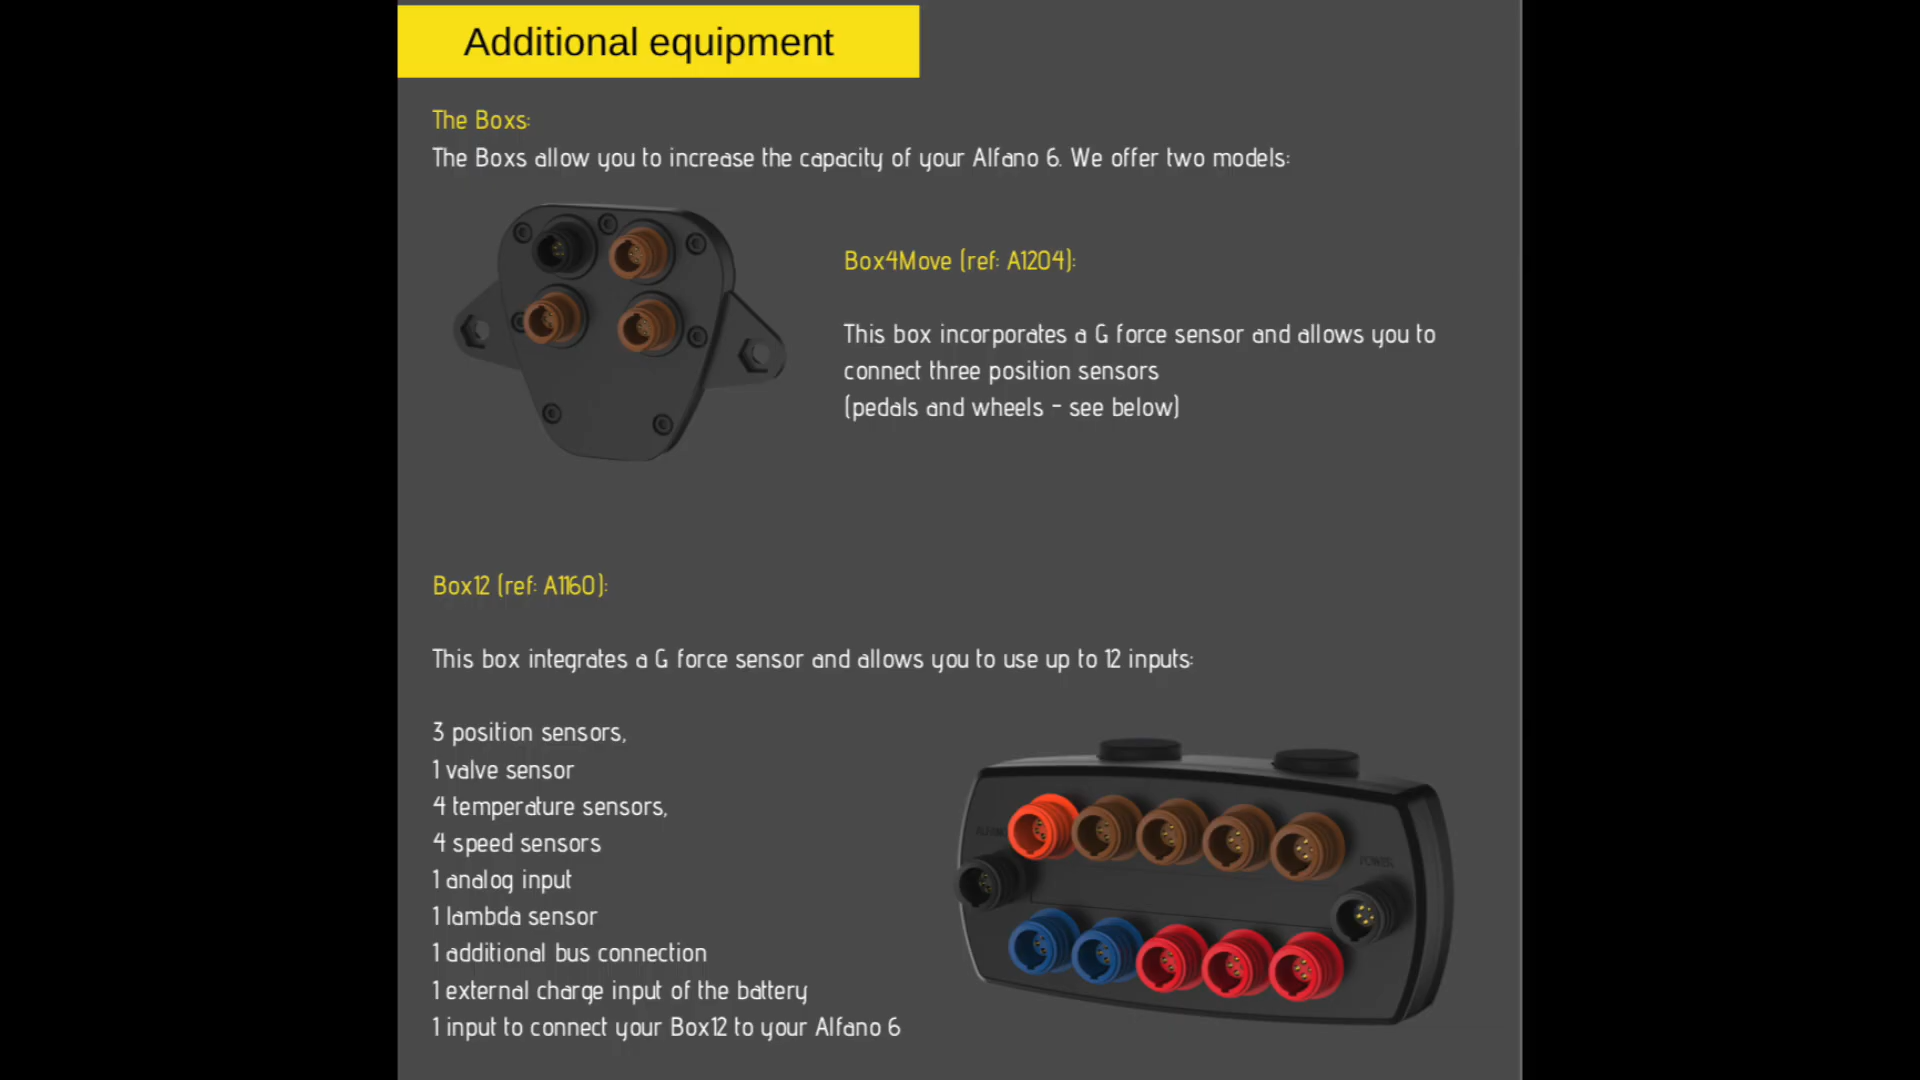 Additional equipment
The Boxs:
The Boxs allow you to increase the capacity of your Alfano 6. We offer two models:
Box4Move (ref: A1204):
This box incorporates a G force sensor and allows you to
connect three position sensors
(pedals and wheels - see below)
Box12 (ref: A1160):
This box integrates a G force sensor and allows you to use up to 12 inputs:
3 position sensors,
1 valve sensor
4 temperature sensors,
4 speed sensors
1 analog input
1 lambda sensor
1 additional bus connection
1 external charge input of the battery
1 input to connect your Box12 to your Alfano 6
ALFANO
POWER